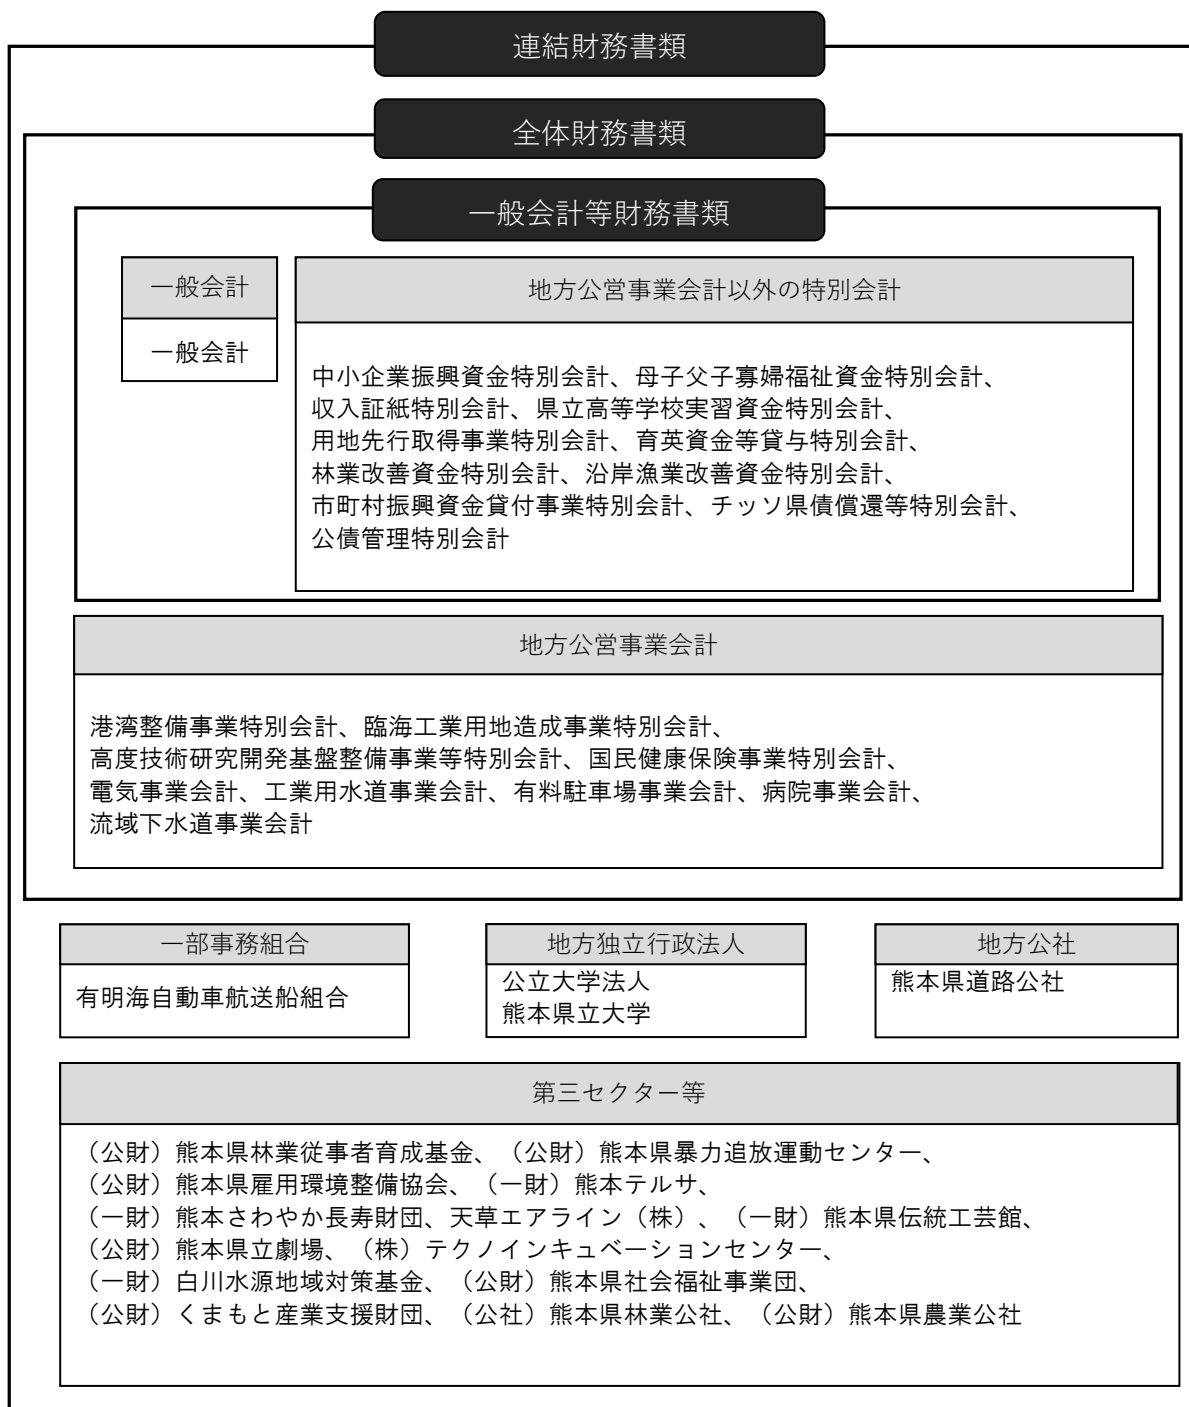 連結財務書類
全体財務書類
一般会計等財務書類
一般会計
一般会計
地方公営事業会計以外の特別会計
中小企業振興資金特別会計、母子父子寡婦福祉資金特別会計、
収入証紙特別会計、県立高等学校実習資金特別会計、
用地先行取得事業特別会計、育英資金等貸与特別会計、
林業改善資金特別会計、沿岸漁業改善資金特別会計、
市町村振興資金貸付事業特別会計、チッソ県債償還等特別会計、
公債管理特別会計
地方公営事業会計
港湾整備事業特別会計、臨海工業用地造成事業特別会計、
高度技術研究開発基盤整備事業等特別会計、国民健康保険事業特別会計、
電気事業会計、工業用水道事業会計、有料駐車場事業会計、病院事業会計、
流域下水道事業会計
一部事務組合
有明海自動車航送船組合
地方独立行政法人
公立大学法人
熊本県立大学
地方公社
熊本県道路公社
第三セクター等
（公財）熊本県林業従事者育成基金、（公財）熊本県暴力追放運動センター、
（公財）熊本県雇用環境整備協会、（一財）熊本テルサ、
（一財）熊本さわやか長寿財団、天草エアライン（株）、（一財）熊本県伝統工芸館、
（公財）熊本県立劇場、（株）テクノインキュベーションセンター、
（一財）白川水源地域対策基金、（公財）熊本県社会福祉事業団、
（公財）くまもと産業支援財団、（公社）熊本県林業公社、（公財）熊本県農業公社